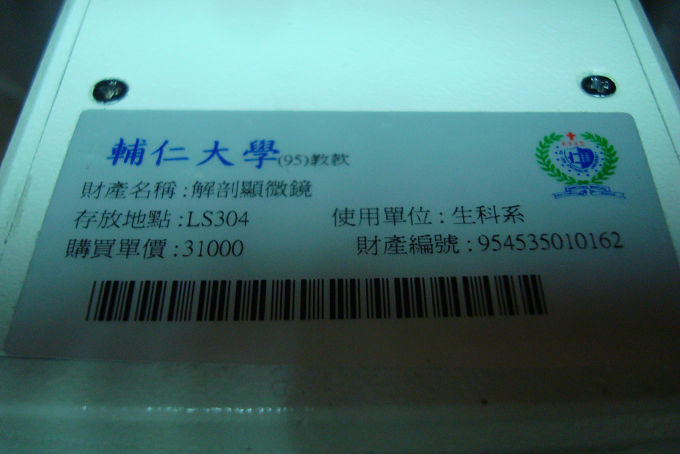 輔仁大學(95)教款
財產名稱:解剖顯微鏡
存放地點:LS304 使用單位:生科系
購買單價:31000 財產編號:954535010162